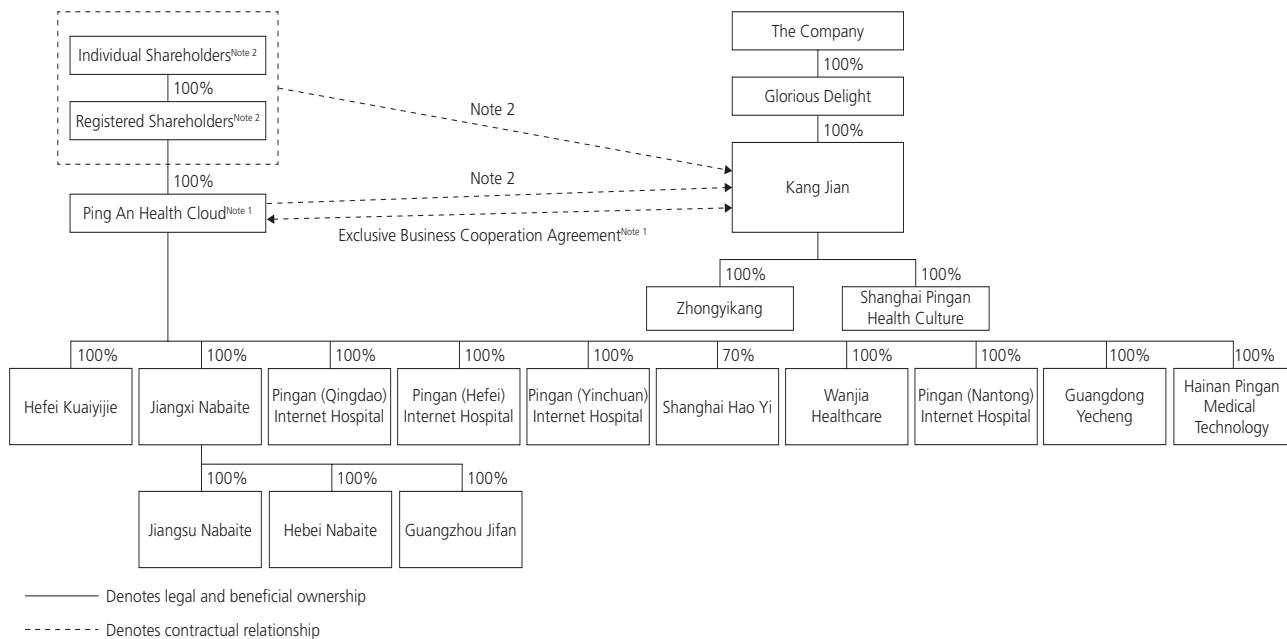 Individual Shareholders Note 2
100%
Registered Shareholders Note 2
100%
Ping An Health Cloud Note 1
Note 2
Note 2
Exclusive Business Cooperation Agreement Note 1
The Company
100%
Glorious Delight
100%
Kang Jian
100%
100%
Zhongyikang
Shanghai Pingan
Health Culture
100%
100%
100%
100%
100%
70%
100%
100%
100%
100%
Hefei Kuaiyijie
Jiangxi Nabaite
Pingan (Qingdao)
Internet Hospital
Pingan (Hefei)
Internet Hospital
Pingan (Yinchuan)
Internet Hospital
Shanghai Hao Yi
Wanjia
Healthcare
Pingan (Nantong)
Internet Hospital
Guangdong
Yecheng
Hainan Pingan
Medical
Technology
100%
100%
100%
Jiangsu Nabaite
Hebei Nabaite
Guangzhou Jifan
Denotes legal and beneficial ownership
Denotes contractual relationship